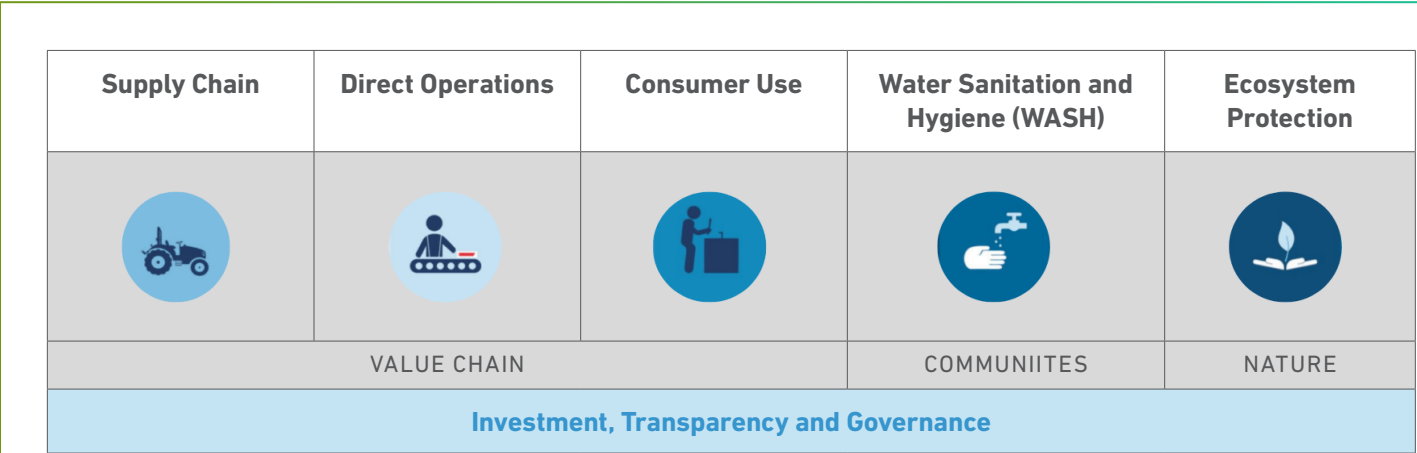 Supply Chain
Direct Operations
Consumer Use
Water Sanitation and
Hygiene (WASH)
Ecosystem
Protection
VALUE CHAIN
COMMUNIITES
NATURE
Investment, Transparency and Governance